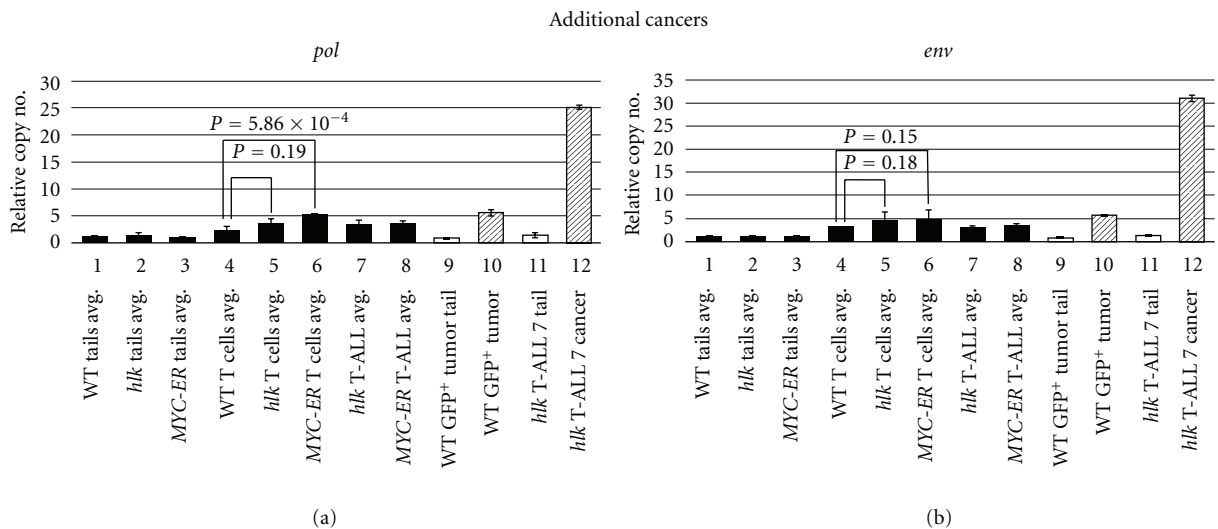 Additional cancers
pol
Relative copy no.
30
25
20
15
10
5
0
P = 5.86 × 10⁻⁴
P = 0.19
1 2 3 4 5 6 7 8 9 10 11 12
WT tails avg.
hlk tails avg.
MYC-ER tails avg.
WT T cells avg.
hlk T cells avg.
MYC-ER T cells avg.
hlk T-ALL avg.
MYC-ER T-ALL avg.
WT GFP⁺ tumor tail
WT GFP⁺ tumor
hlk T-ALL 7 tail
hlk T-ALL 7 cancer
(a)
env
Relative copy no.
35
30
25
20
15
10
5
0
P = 0.15
P = 0.18
1 2 3 4 5 6 7 8 9 10 11 12
WT tails avg.
hlk tails avg.
MYC-ER tails avg.
WT T cells avg.
hlk T cells avg.
MYC-ER T cells avg.
hlk T-ALL avg.
MYC-ER T-ALL avg.
WT GFP⁺ tumor tail
WT GFP⁺ tumor
hlk T-ALL 7 tail
hlk T-ALL 7 cancer
(b)